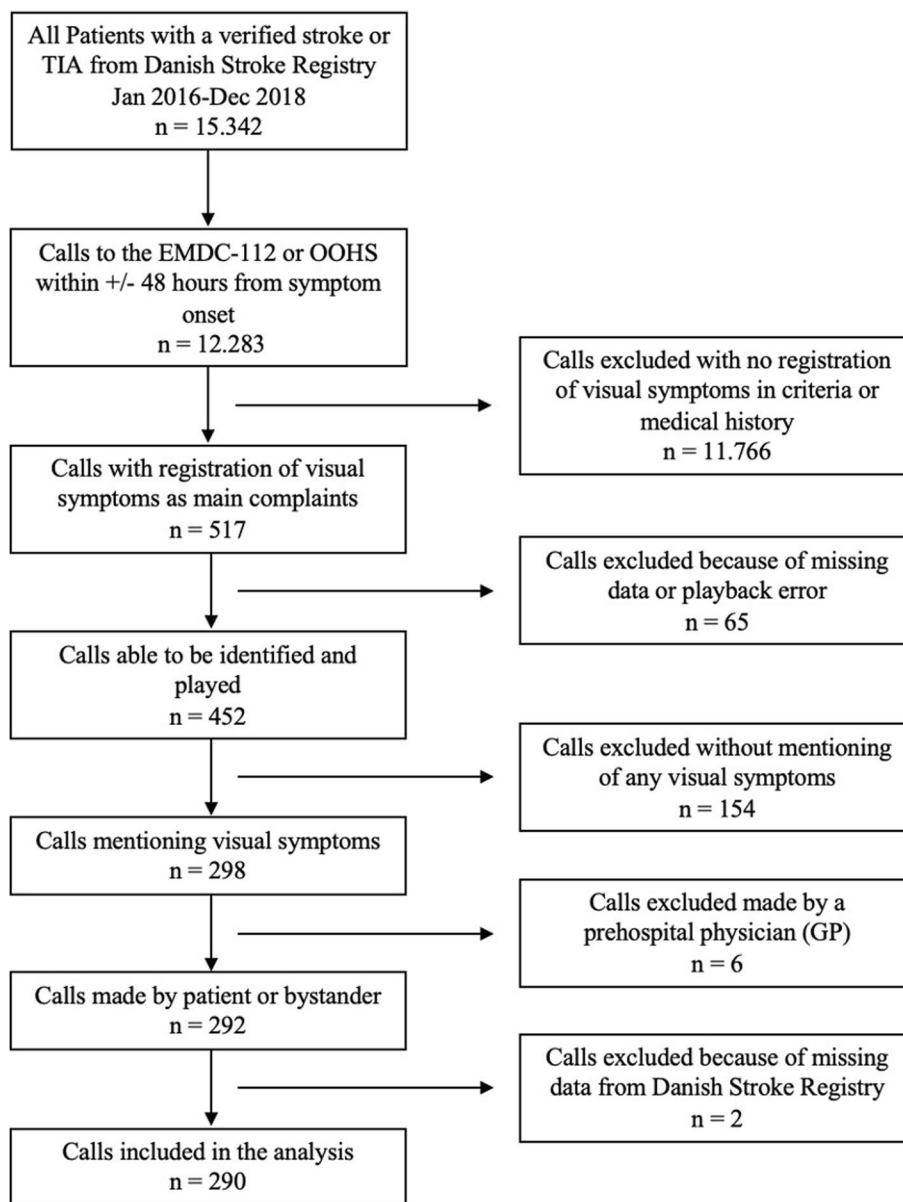 All Patients with a verified stroke or
TIA from Danish Stroke Registry
Jan 2016-Dec 2018
n = 15.342
Calls to the EMDC-112 or OOHS
within +/- 48 hours from symptom
onset
n = 12.283
Calls excluded with no registration
of visual symptoms in criteria or
medical history
n = 11.766
Calls with registration of visual
symptoms as main complaints
n = 517
Calls excluded because of missing
data or playback error
n = 65
Calls able to be identified and
played
n = 452
Calls excluded without mentioning
of any visual symptoms
n = 154
Calls mentioning visual symptoms
n = 298
Calls excluded made by a
prehospital physician (GP)
n = 6
Calls made by patient or bystander
n = 292
Calls excluded because of missing
data from Danish Stroke Registry
n = 2
Calls included in the analysis
n = 290